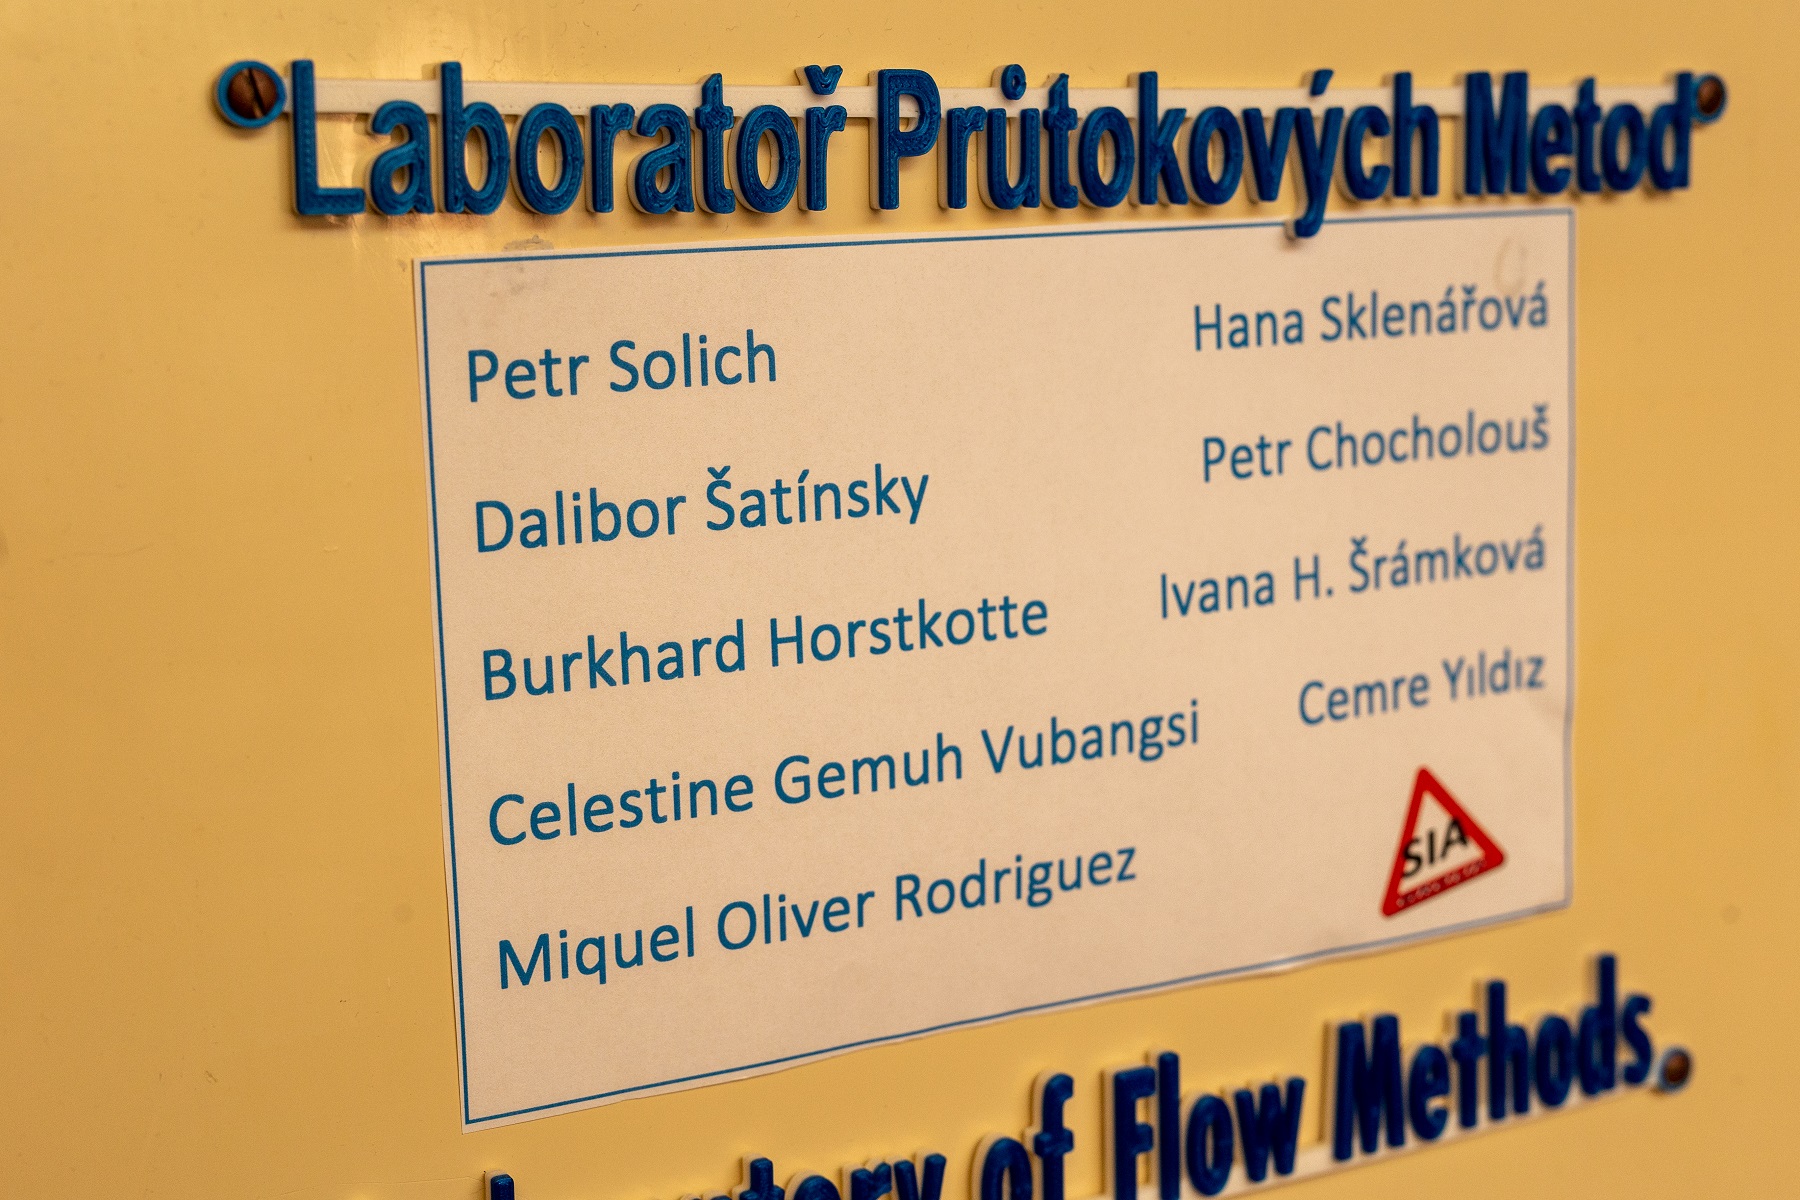 Laboratoř Průtokových Metod
Petr Solich
Dalibor Šatínsky
Burkhard Horstkotte
Celestine Gemuh Vubangsi
Miquel Oliver Rodriguez
Hana Sklenářová
Petr Chocholouš
Ivana H. Šrámková
Cemre Yıldız
SIA
Laboratory of Flow Methods